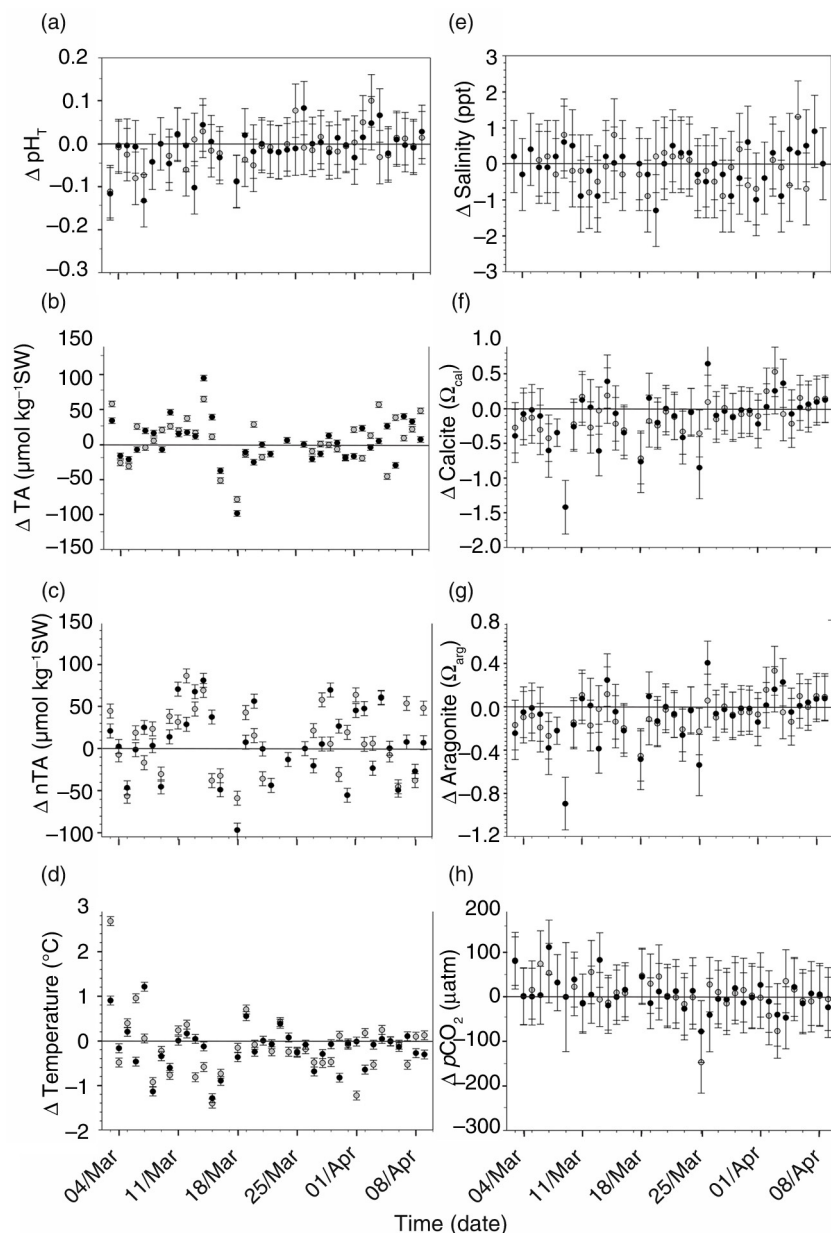 (a)
Δ pH_T
0.2
0.1
0.0
−0.1
−0.2
−0.3
(b)
Δ TA (μmol kg⁻¹SW)
150
100
50
0
−50
−100
−150
(c)
Δ nTA (μmol kg⁻¹SW)
150
100
50
0
−50
−100
(d)
Δ Temperature (°C)
3
2
1
0
−1
−2
04/Mar
11/Mar
18/Mar
25/Mar
01/Apr
08/Apr
(e)
Δ Salinity (ppt)
3
2
1
0
−1
−2
3
(f)
Δ Calcite (Ω_cal)
1.0
0.5
0.0
−0.5
−1.0
−1.5
−2.0
(g)
Δ Aragonite (Ω_arg)
0.8
0.4
0.0
−0.4
−0.8
−1.2
(h)
Δ pCO₂ (μatm)
200
100
0
−100
−200
−300
04/Mar
11/Mar
18/Mar
25/Mar
01/Apr
08/Apr
Time (date)